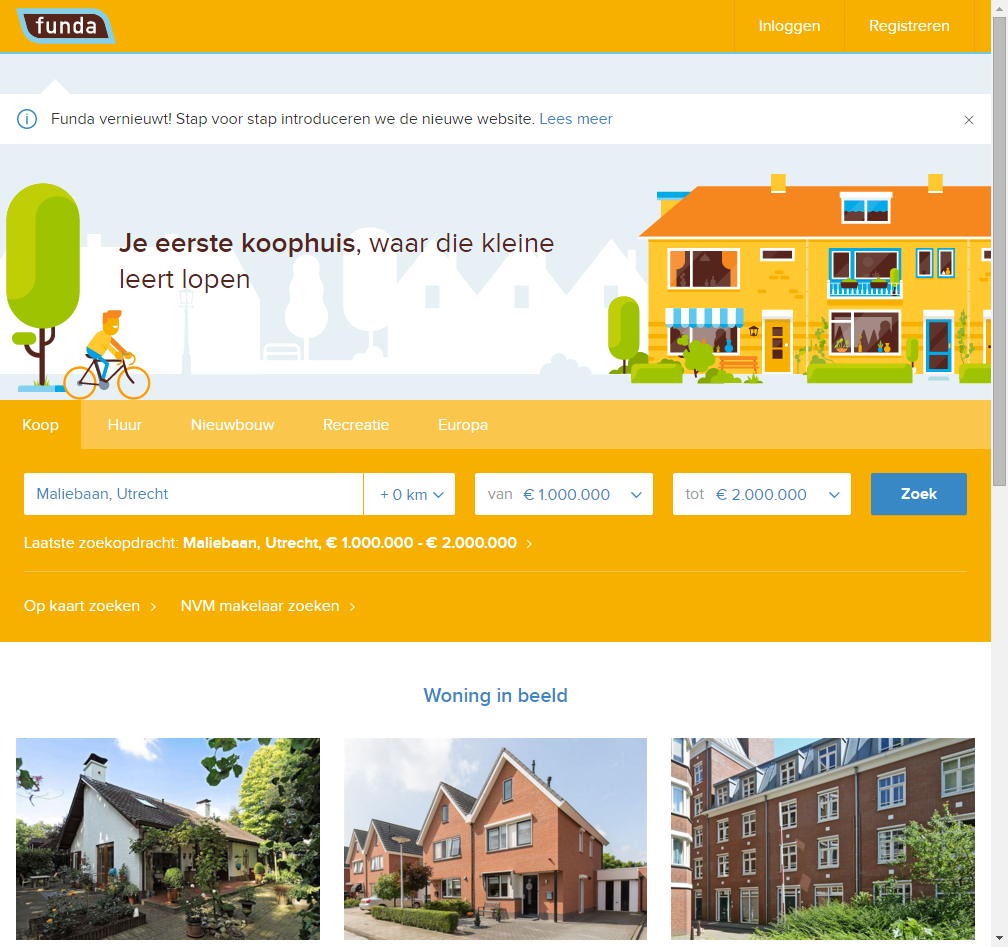 funda
Inloggen
Registreren
Funda vernieuwt! Stap voor stap introduceren we de nieuwe website. Lees meer
Je eerste koophuis, waar die kleine
leert lopen
Koop
Huur
Nieuwbouw
Recreatie
Europa
Maliebaan, Utrecht
+ 0 km
van € 1.000.000
tot € 2.000.000
Zoek
Laatste zoekopdracht: Maliebaan, Utrecht, € 1.000.000 - € 2.000.000
Op kaart zoeken
NVM makelaar zoeken
Woning in beeld